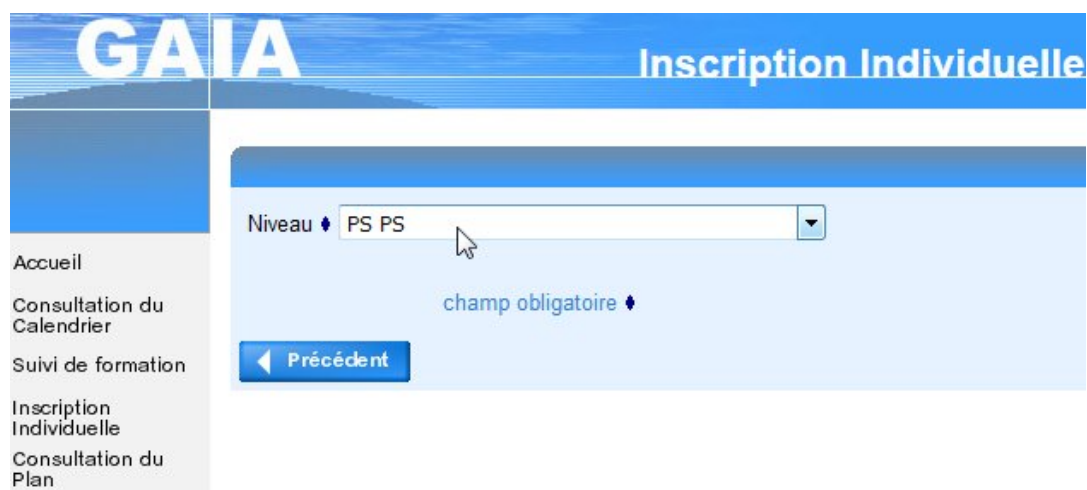 GAIA
Inscription Individuelle
Niveau ♦ PS PS
champ obligatoire ♦
Précédent
Accueil
Consultation du
Calendrier
Suivi de formation
Inscription
Individuelle
Consultation du
Plan